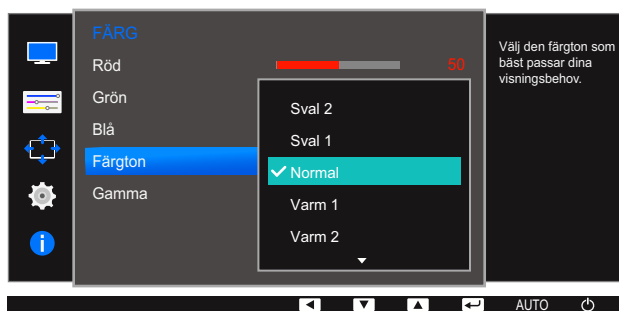 FÄRG
Röd 50
Grön
Blå
Färgton
Gamma
Sval 2
Sval 1
Normal
Varm 1
Varm 2
Välj den färgton som
bäst passar dina
visningsbehov.
AUTO